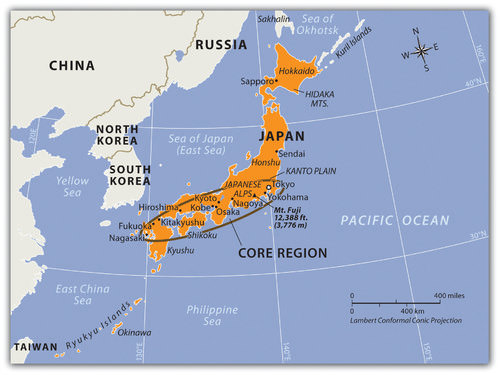 Sakhalin
Sea of
Okhotsk
Kuril Islands
RUSSIA
CHINA
Hokkaido
Sapporo
HIDAKA
MTS.
40°N
120°E
NORTH
KOREA
Sea of Japan
(East Sea)
JAPAN
Sendai
Honshu
SOUTH
KOREA
Yellow
Sea
KANTO PLAIN
JAPANESE
ALPS
Tokyo
Yokohama
Kyoto
Nagoya
Hiroshima
Kobe
Osaka
Mt. Fuji
12,388 ft.
(3,776 m)
Fukuoka
Kitakyushu
Nagasaki
Shikoku
Kyushu
PACIFIC OCEAN
30°N
CORE REGION
East China
Sea
Philippine
Sea
Ryukyu Islands
Okinawa
TAIWAN
130°E
140°E
0 400 miles
0 400 km
Lambert Conformal Conic Projection
N
E
S
W